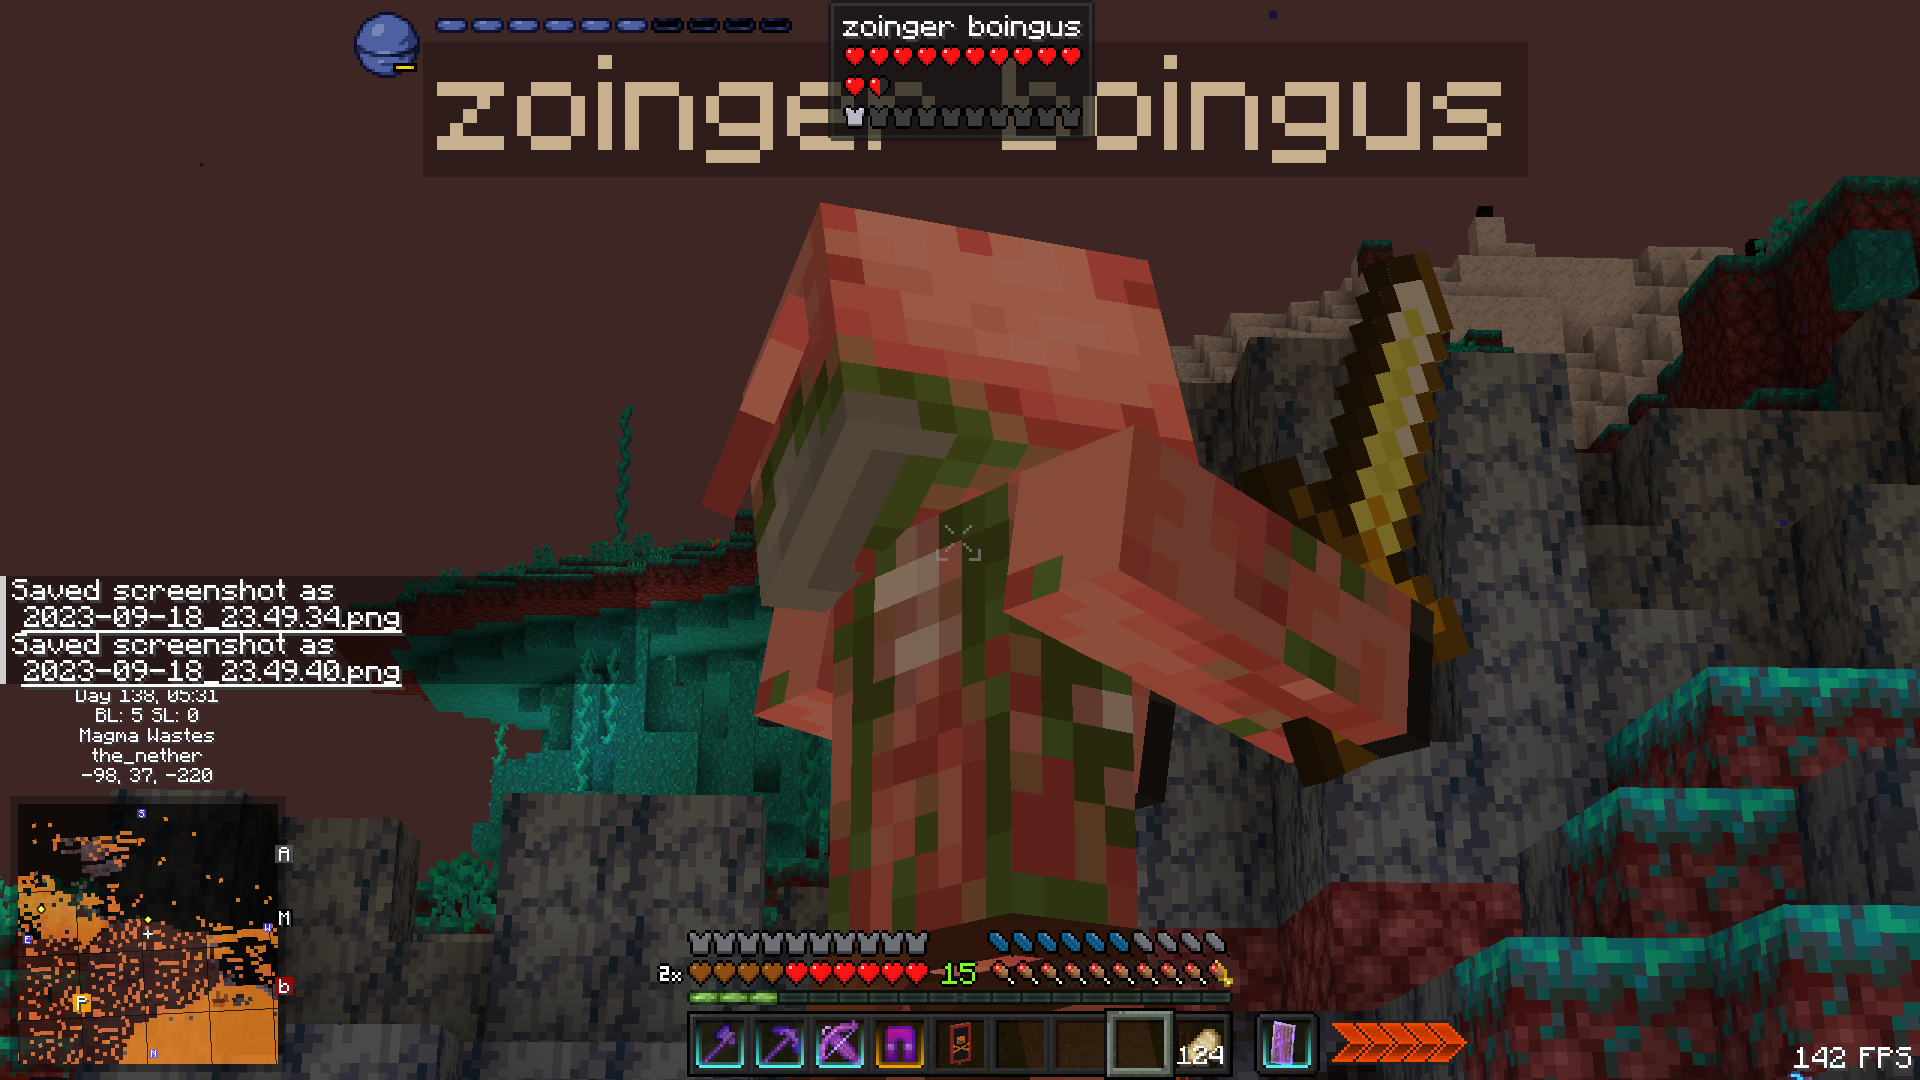 zoinger boingus
zoinger boingus
Saved screenshot as
2023-09-18_23.49.34.png
Saved screenshot as
2023-09-18_23.49.40.png
Day 138, 05:31
BL: 5 SL: 0
Magma Wastes
the_nether
-98, 37, -220
S
A
M
W
E
b
P
N
2x
15
124
142 FPS